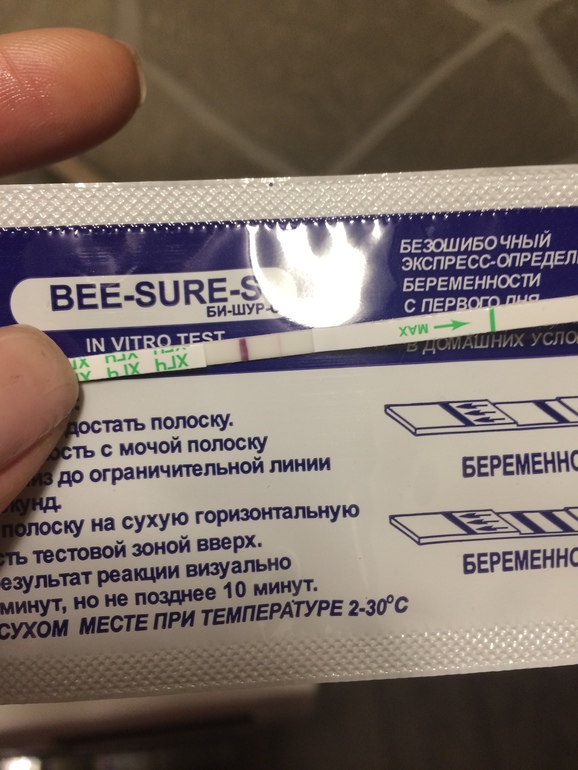 БЕЗОШИБОЧНЫЙ
ЭКСПРЕСС-ОПРЕДЕЛ
БЕРЕМЕННОСТИ
С ПЕРВОГО ДНЯ
В ДОМАШНИХ УСЛО
BEE-SURE-S
БИ-ШУР-
IN VITRO TEST
MAX
ХГЧ ХГЧ ХГЧ
достать полоску.
ость с мочой полоску
из до ограничительной линии
кунд.
полоску на сухую горизонтальную
сть тестовой зоной вверх.
езультат реакции визуально
минут, но не позднее 10 минут.
СУХОМ МЕСТЕ ПРИ ТЕМПЕРАТУРЕ 2-30°С
БЕРЕМЕННО
БЕРЕМЕННО